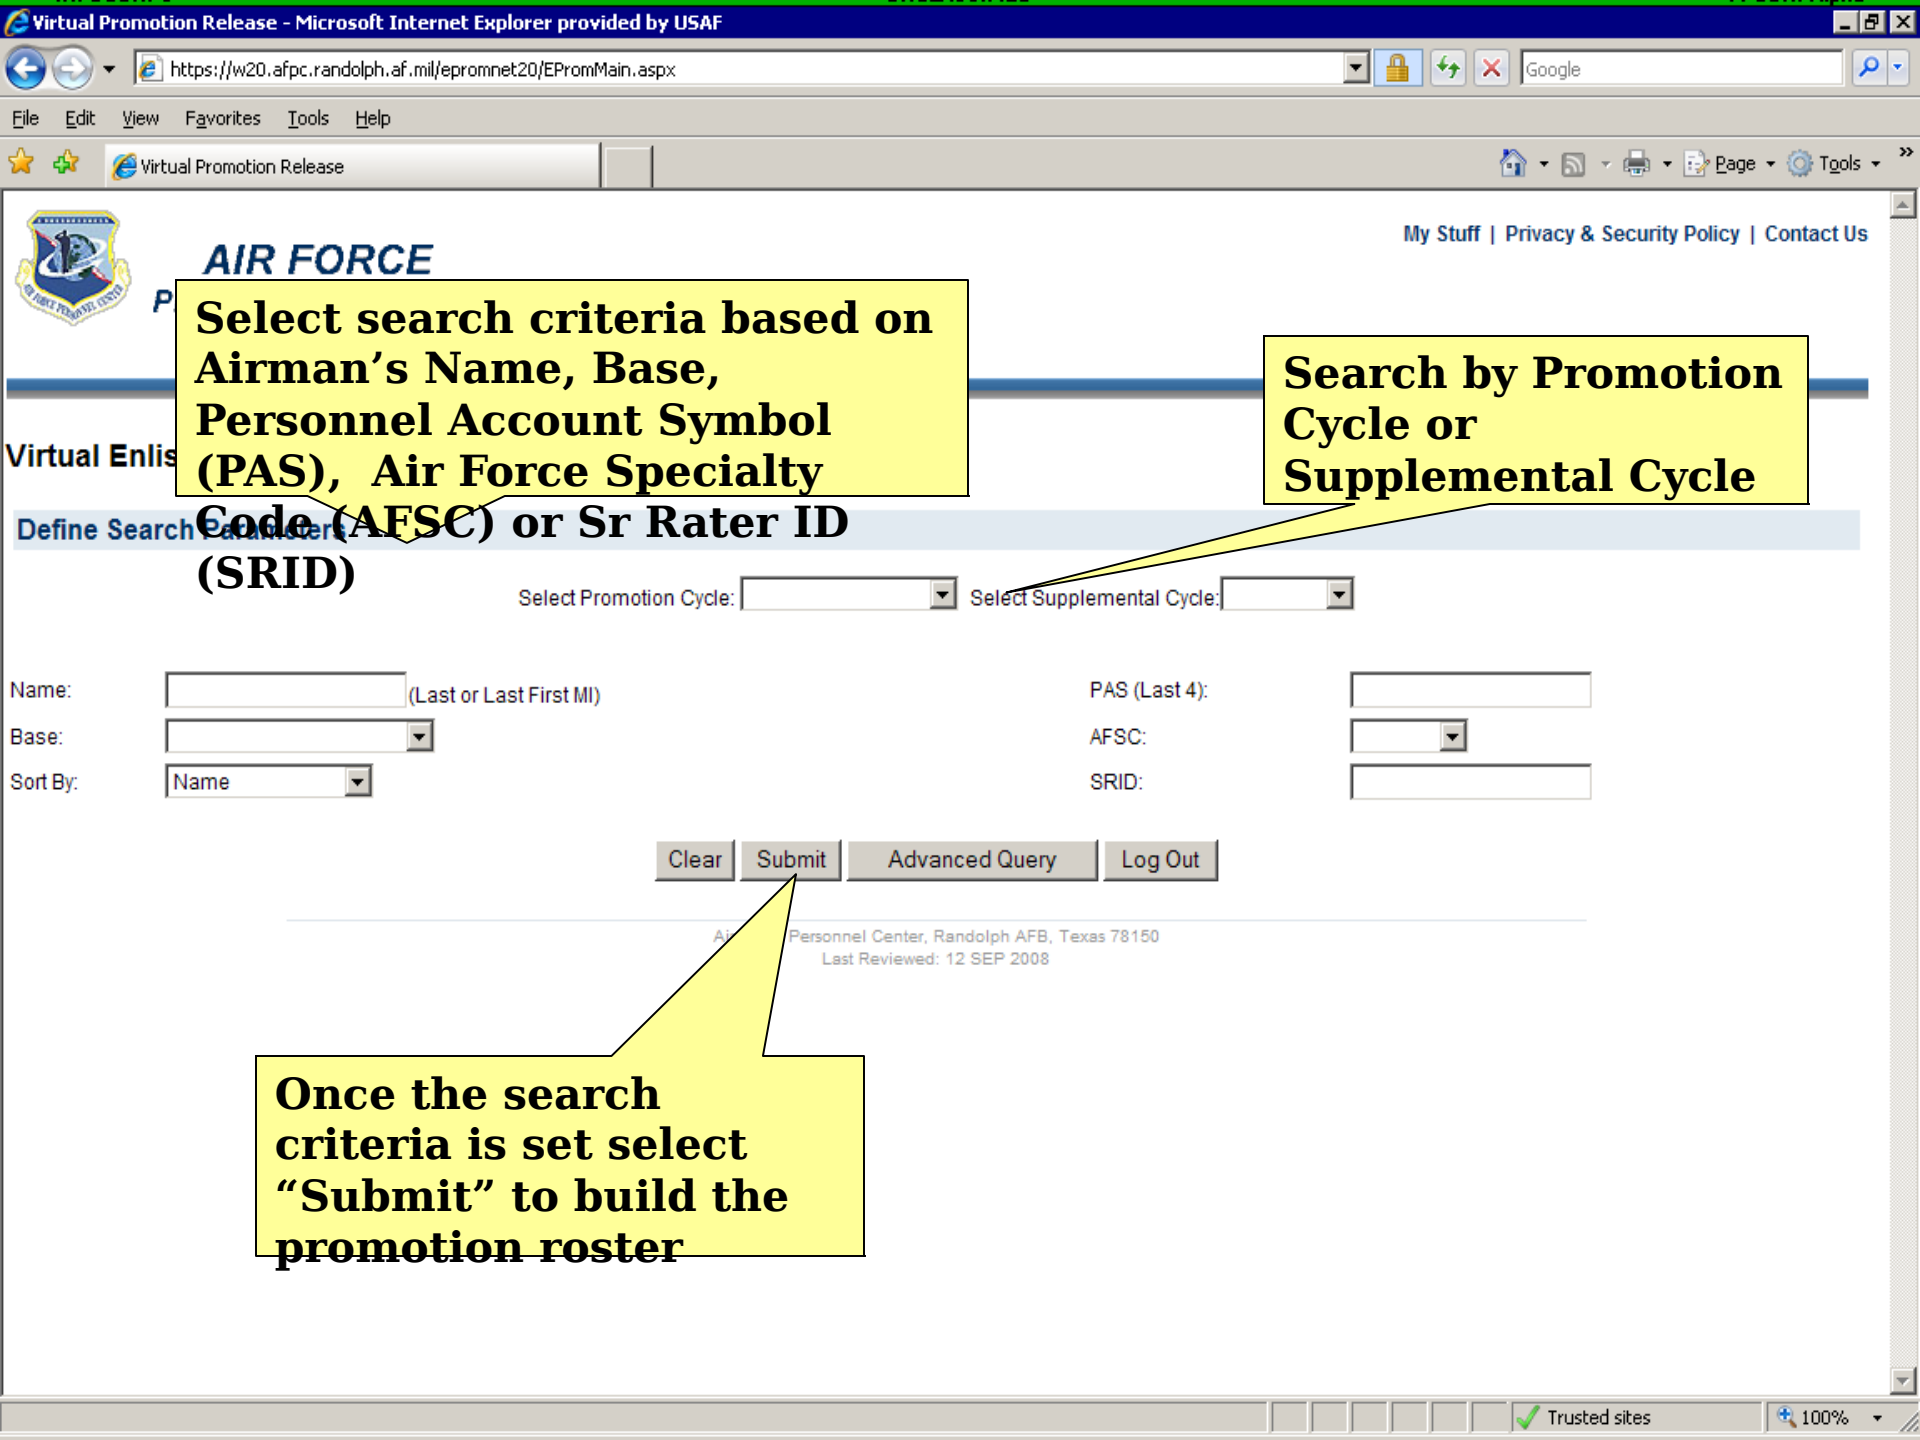 Virtual Promotion Release - Microsoft Internet Explorer provided by USAF
https://w20.afpc.randolph.af.mil/epromnet20/EPromMain.aspx
Google
File Edit View Favorites Tools Help
Virtual Promotion Release
Page Tools »
My Stuff | Privacy & Security Policy | Contact Us
AIR FORCE
AIR FORCE PERSONNEL CENTER
P
Select search criteria based on
Airman’s Name, Base,
Personnel Account Symbol
(PAS), Air Force Specialty
Code (AFSC) or Sr Rater ID
(SRID)
Search by Promotion
Cycle or
Supplemental Cycle
Virtual Enlis
Define Search Parameters
Select Promotion Cycle: Select Supplemental Cycle:
Name: (Last or Last First MI) PAS (Last 4):
Base: AFSC:
Sort By: Name SRID:
Clear Submit Advanced Query Log Out
Personnel Center, Randolph AFB, Texas 78150
Last Reviewed: 12 SEP 2008
Once the search
criteria is set select
“Submit” to build the
promotion roster
Trusted sites 100%